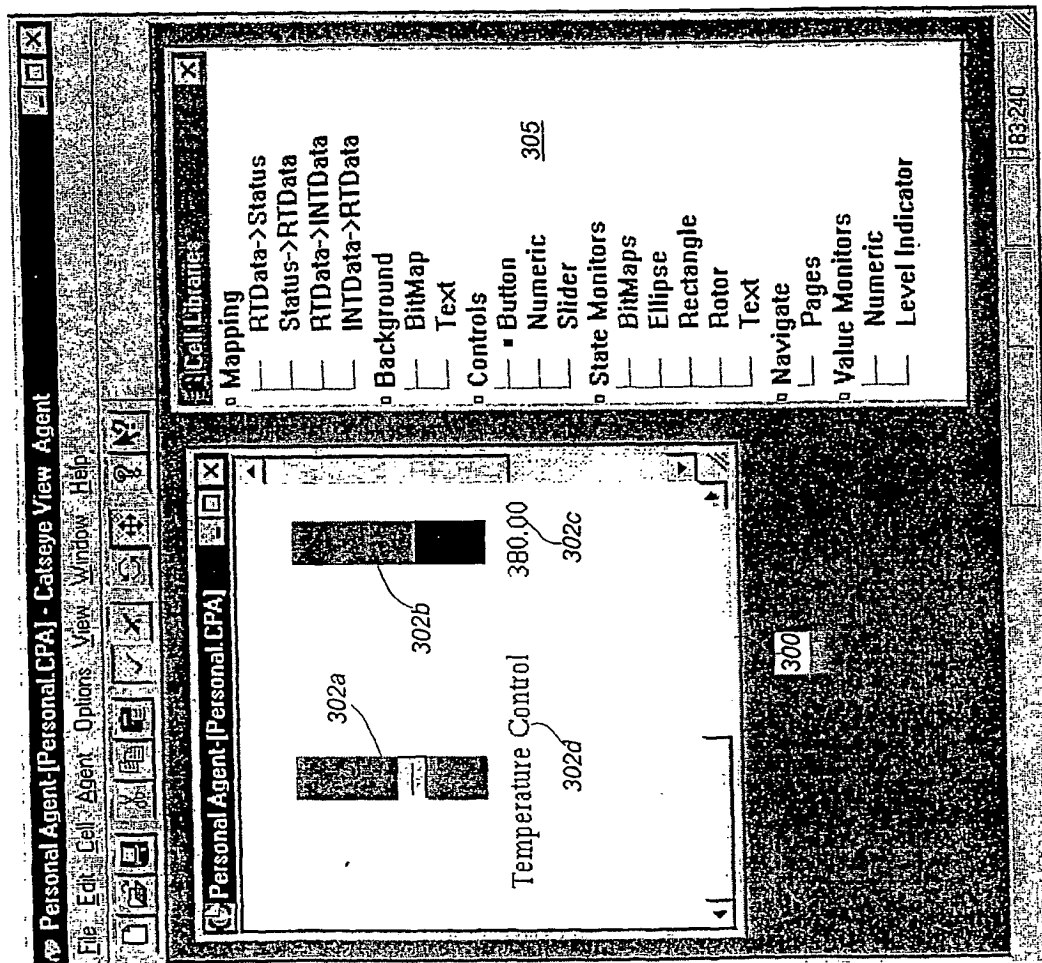 Personal Agent-[Personal.CPA] - Catseye View Agent
File Edit Cell Agent Options View Window Help
Personal Agent-[Personal.CPA]
302a
302b
380.00
302c
Temperature Control
302d
300
Cell Libraries
Mapping
RTData->Status
Status->RTData
RTData->INTData
INTData->RTData
Background
BitMap
Text
Controls
Button
Numeric
Slider
305
State Monitors
BitMaps
Ellipse
Rectangle
Rotor
Text
Navigate
Pages
Value Monitors
Numeric
Level Indicator
183:240